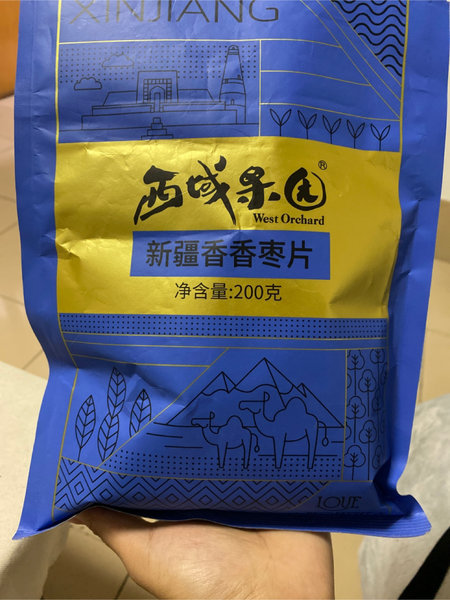 XINJIANG
西域果园®
West Orchard
新疆香香枣片
净含量:200克
LOUE